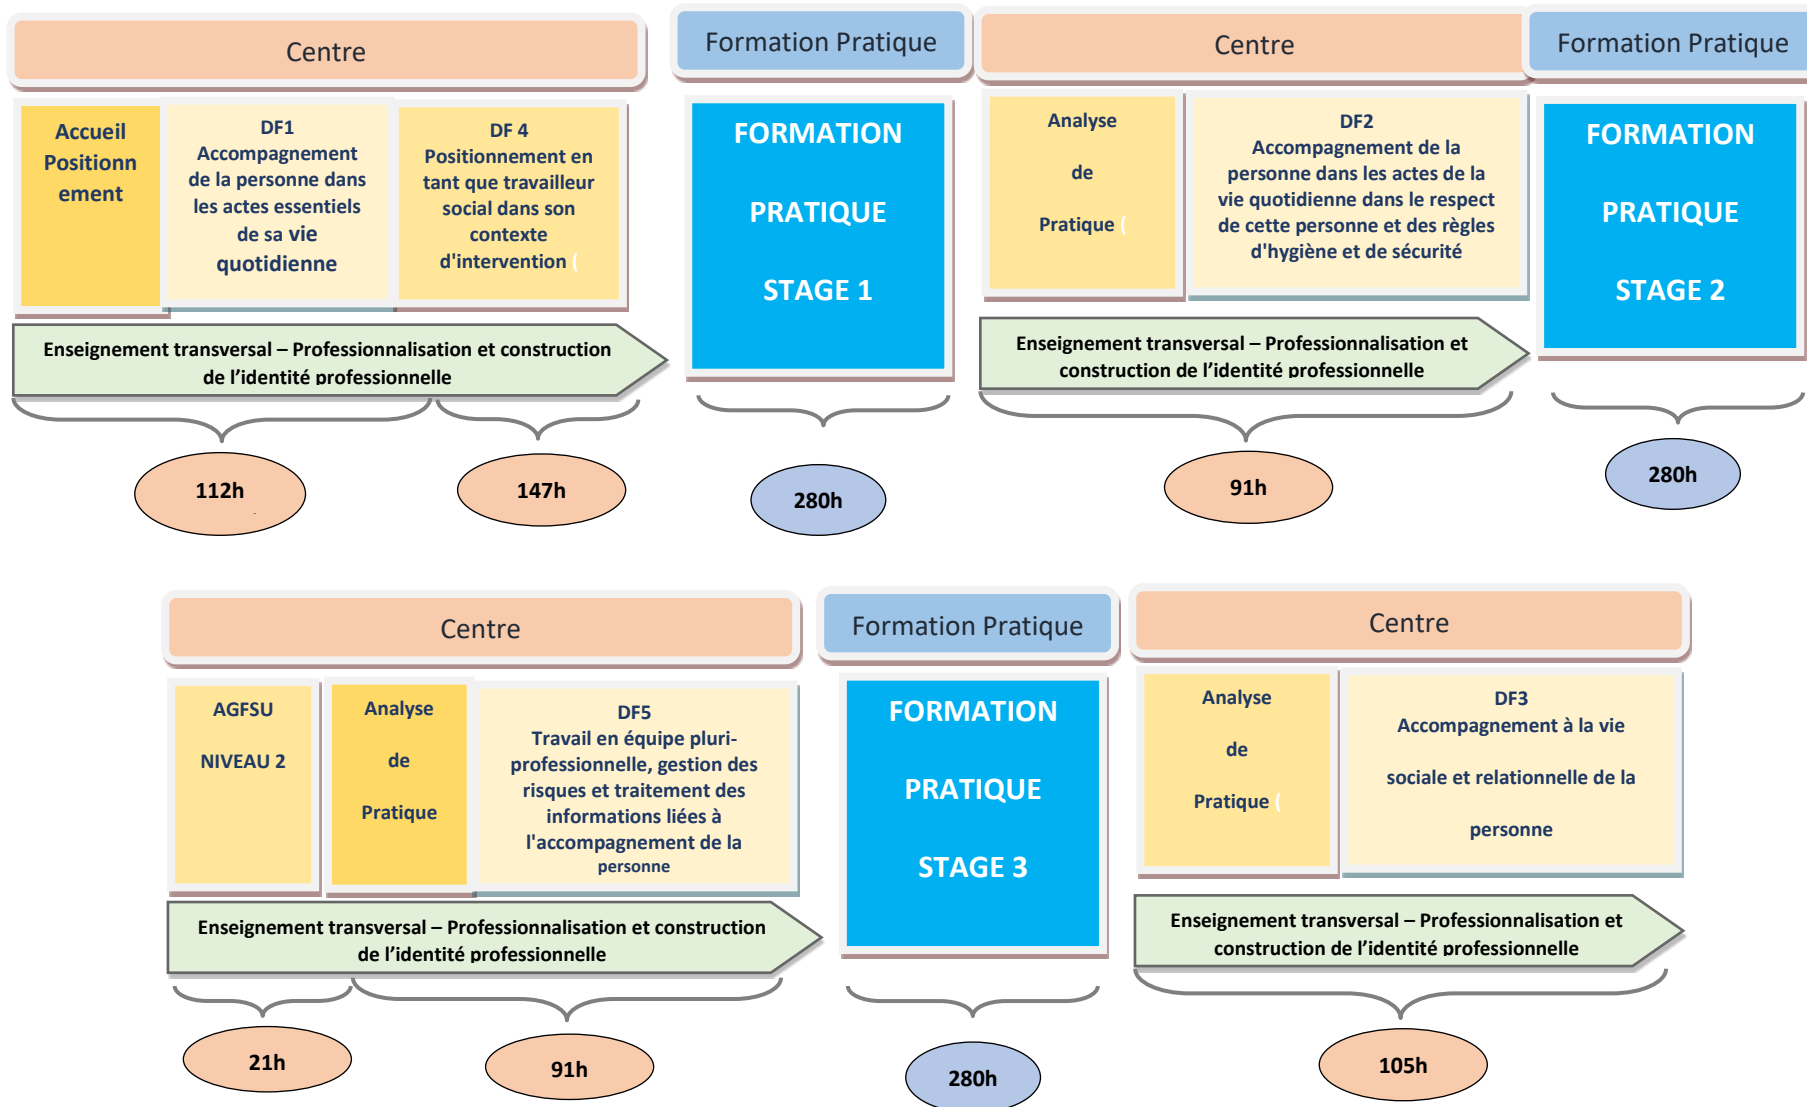 Centre
Accueil
Positionn
ement
DF1
Accompagnement
de la personne dans
les actes essentiels
de sa vie
quotidienne
DF 4
Positionnement en
tant que travailleur
social dans son
contexte
d'intervention (
Enseignement transversal – Professionnalisation et construction
de l'identité professionnelle
112h
147h
Formation Pratique
FORMATION
PRATIQUE
STAGE 1
280h
Centre
Analyse
de
Pratique (
DF2
Accompagnement de la
personne dans les actes de la
vie quotidienne dans le respect
de cette personne et des règles
d'hygiène et de sécurité
Enseignement transversal – Professionnalisation et
construction de l'identité professionnelle
91h
Formation Pratique
FORMATION
PRATIQUE
STAGE 2
280h
Centre
AGFSU
NIVEAU 2
Analyse
de
Pratique
DF5
Travail en équipe pluri-
professionnelle, gestion des
risques et traitement des
informations liées à
l'accompagnement de la
personne
Enseignement transversal – Professionnalisation et construction
de l'identité professionnelle
21h
91h
Formation Pratique
FORMATION
PRATIQUE
STAGE 3
280h
Centre
Analyse
de
Pratique (
DF3
Accompagnement à la vie
sociale et relationnelle de la
personne
Enseignement transversal – Professionnalisation et
construction de l'identité professionnelle
105h